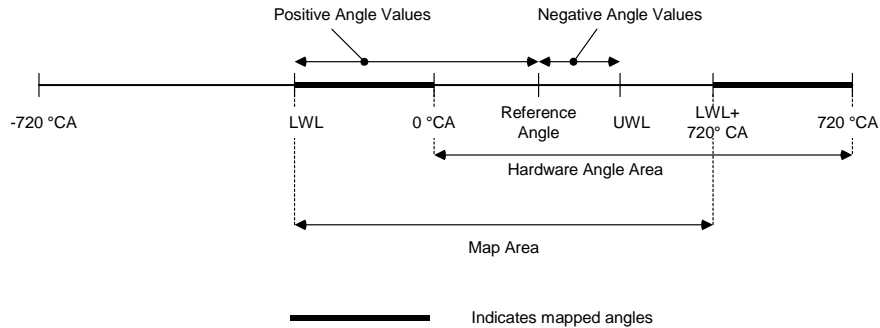 Positive Angle Values
Negative Angle Values
-720 °CA
LWL
0 °CA
Reference
Angle
UWL
LWL+
720° CA
720 °CA
Hardware Angle Area
Map Area
Indicates mapped angles